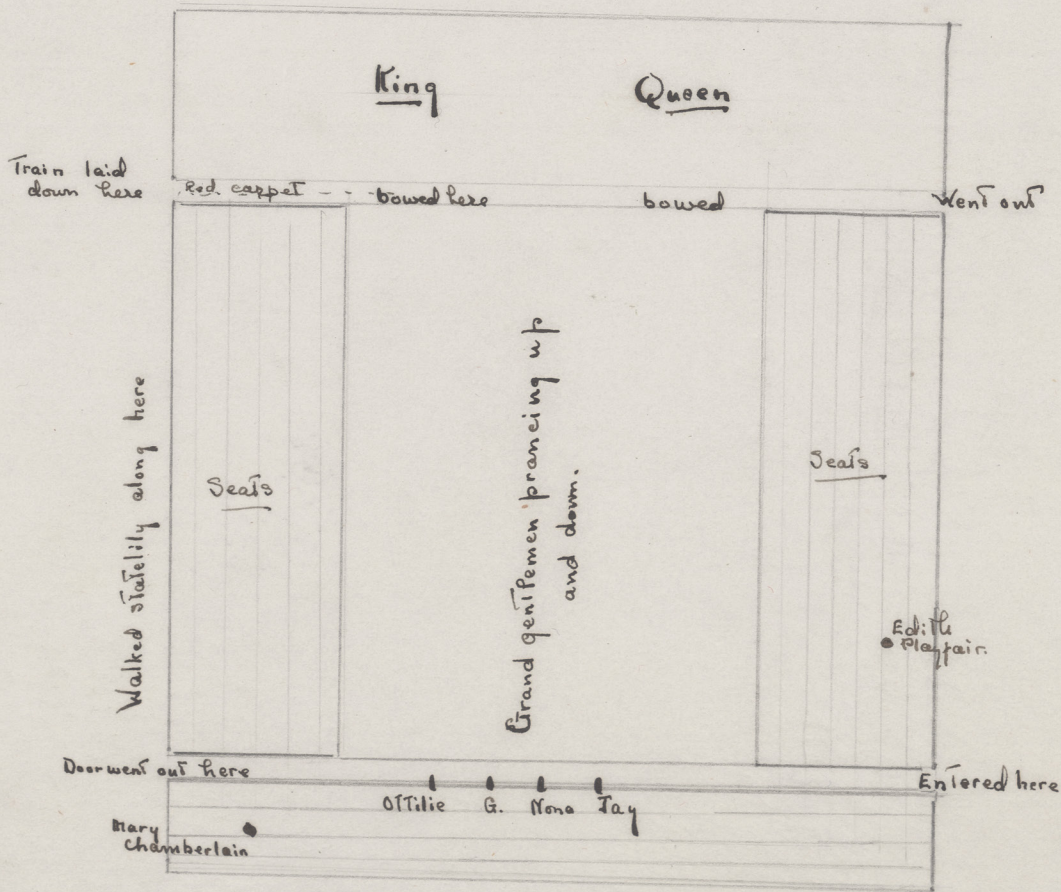 King
Queen
Train laid
down here
Red carpet - - -
bowed here
bowed
Went out
Walked statelily along here
Seats
Grand gentlemen prancing up
and down.
Seats
Edith
Playfair.
Door went out here
Entered here
Ottilie
G.
Nona
Jay
Mary
Chamberlain